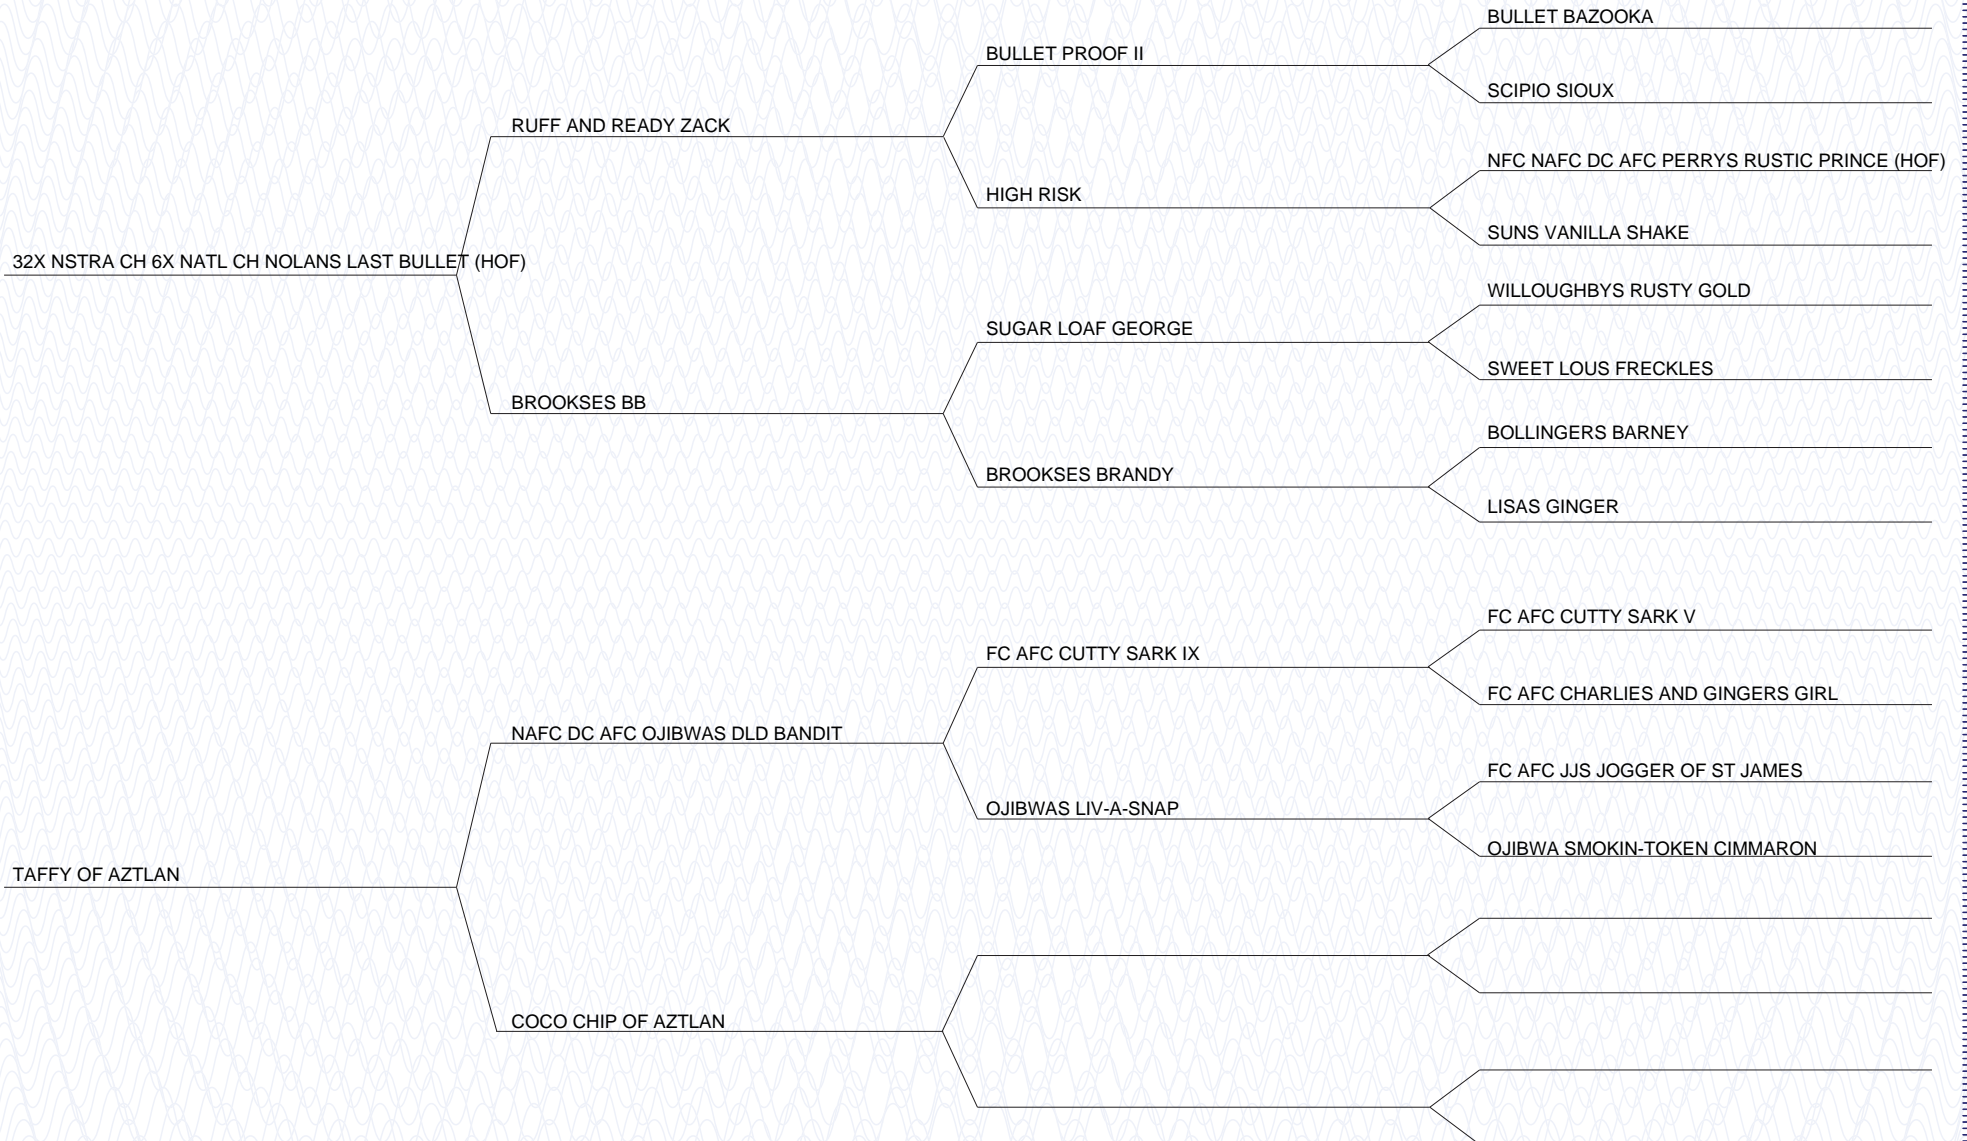 BULLET BAZOOKA
BULLET PROOF II
SCIPIO SIOUX
RUFF AND READY ZACK
NFC NAFC DC AFC PERRYS RUSTIC PRINCE (HOF)
HIGH RISK
SUNS VANILLA SHAKE
32X NSTRA CH 6X NATL CH NOLANS LAST BULLET (HOF)
WILLOUGHBYS RUSTY GOLD
SUGAR LOAF GEORGE
SWEET LOUS FRECKLES
BROOKSES BB
BOLLINGERS BARNEY
BROOKSES BRANDY
LISAS GINGER
FC AFC CUTTY SARK V
FC AFC CUTTY SARK IX
FC AFC CHARLIES AND GINGERS GIRL
NAFC DC AFC OJIBWAS DLD BANDIT
FC AFC JJS JOGGER OF ST JAMES
OJIBWAS LIV-A-SNAP
OJIBWA SMOKIN-TOKEN CIMMARON
TAFFY OF AZTLAN
COCO CHIP OF AZTLAN